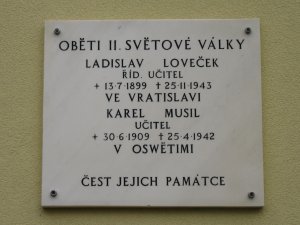 OBĚTI II. SVĚTOVÉ VÁLKY
LADISLAV LOVEČEK
ŘÍD. UČITEL
+ 13·7·1899 † 25·11·1943
VE VRATISLAVI
KAREL MUSIL
UČITEL
+ 30·6·1909 † 25·4·1942
V OSWĚTIMI
ČEST JEJICH PAMÁTCE